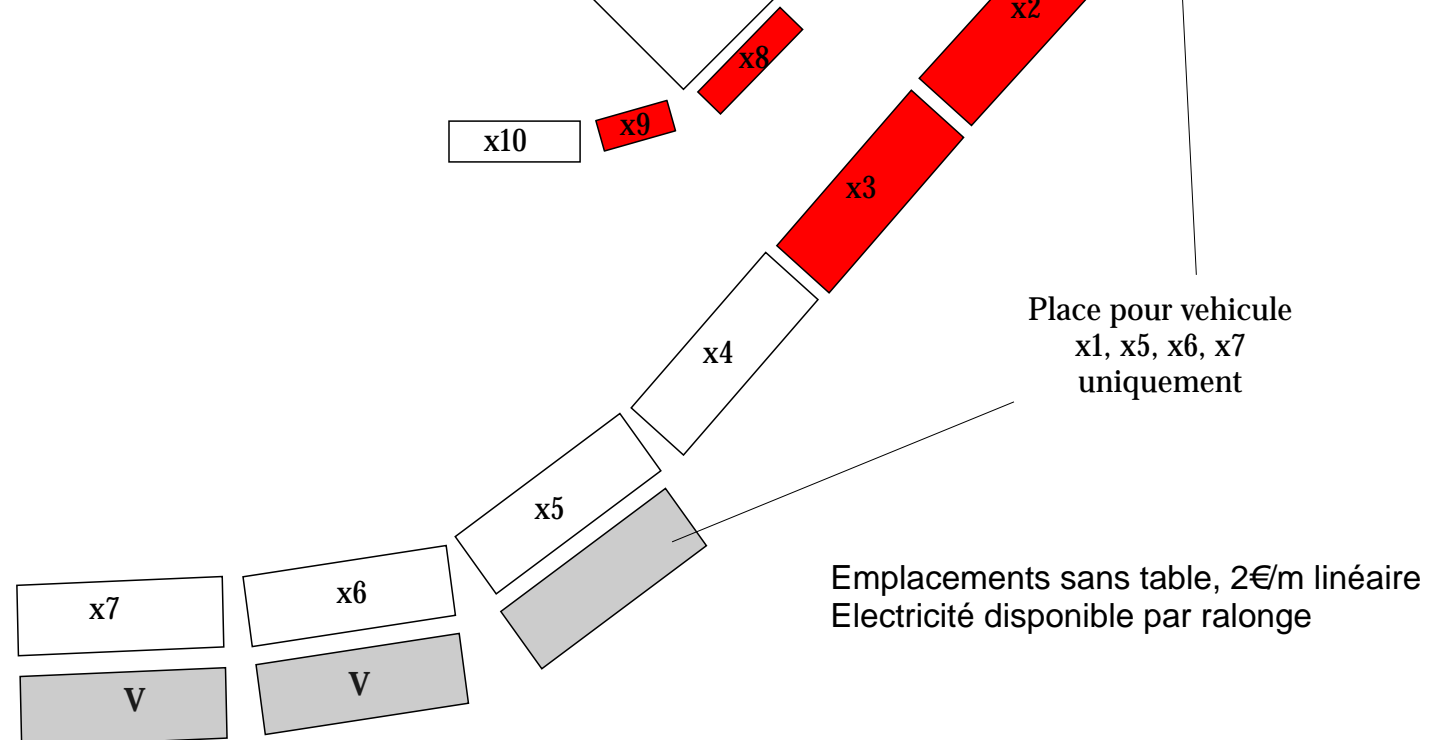 x2
x8
x9
x10
x3
Place pour vehicule
x1, x5, x6, x7
uniquement
x4
x5
x6
x7
Emplacements sans table, 2€/m linéaire
Electricité disponible par ralonge
V
V